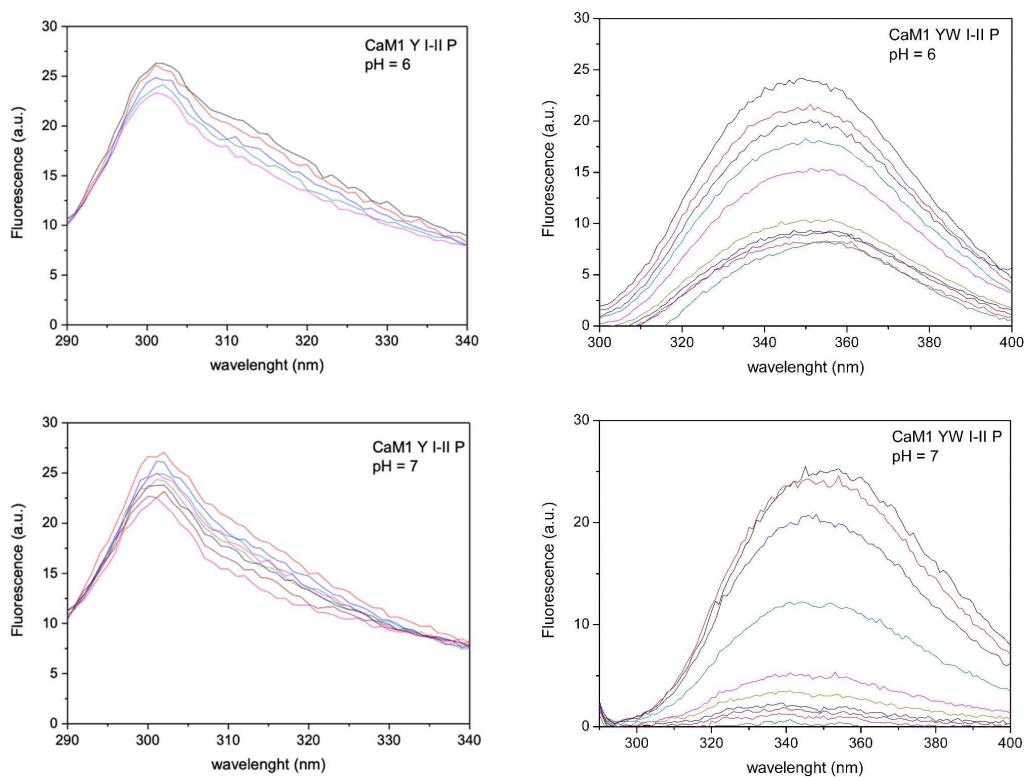 30
25
20
15
10
5
0
Fluorescence (a.u.)
CaM1 Y I-II P
pH = 6
290 300 310 320 330 340
wavelenght (nm)
30
25
20
15
10
5
0
Fluorescence (a.u.)
CaM1 YW I-II P
pH = 6
300 320 340 360 380 400
wavelenght (nm)
30
25
20
15
10
5
0
Fluorescence (a.u.)
CaM1 Y I-II P
pH = 7
290 300 310 320 330 340
wavelenght (nm)
30
20
10
0
Fluorescence (a.u.)
CaM1 YW I-II P
pH = 7
300 320 340 360 380 400
wavelenght (nm)